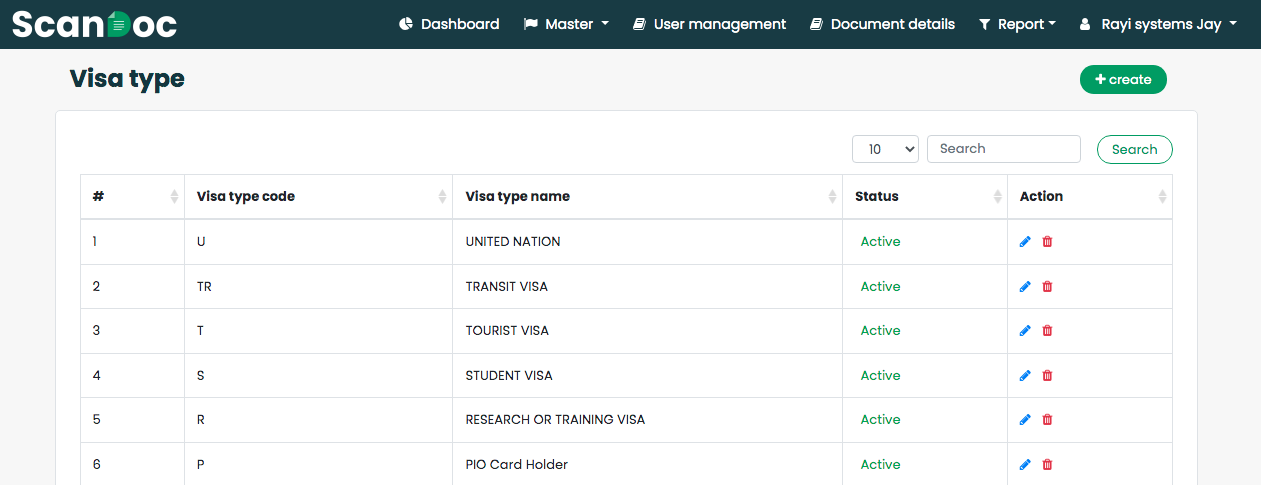 ScanDoc Dashboard Master User management Document details Report Rayi systems Jay
Visa type + create
10 Search Search
# Visa type code Visa type name Status Action
1 U UNITED NATION Active
2 TR TRANSIT VISA Active
3 T TOURIST VISA Active
4 S STUDENT VISA Active
5 R RESEARCH OR TRAINING VISA Active
6 P PIO Card Holder Active